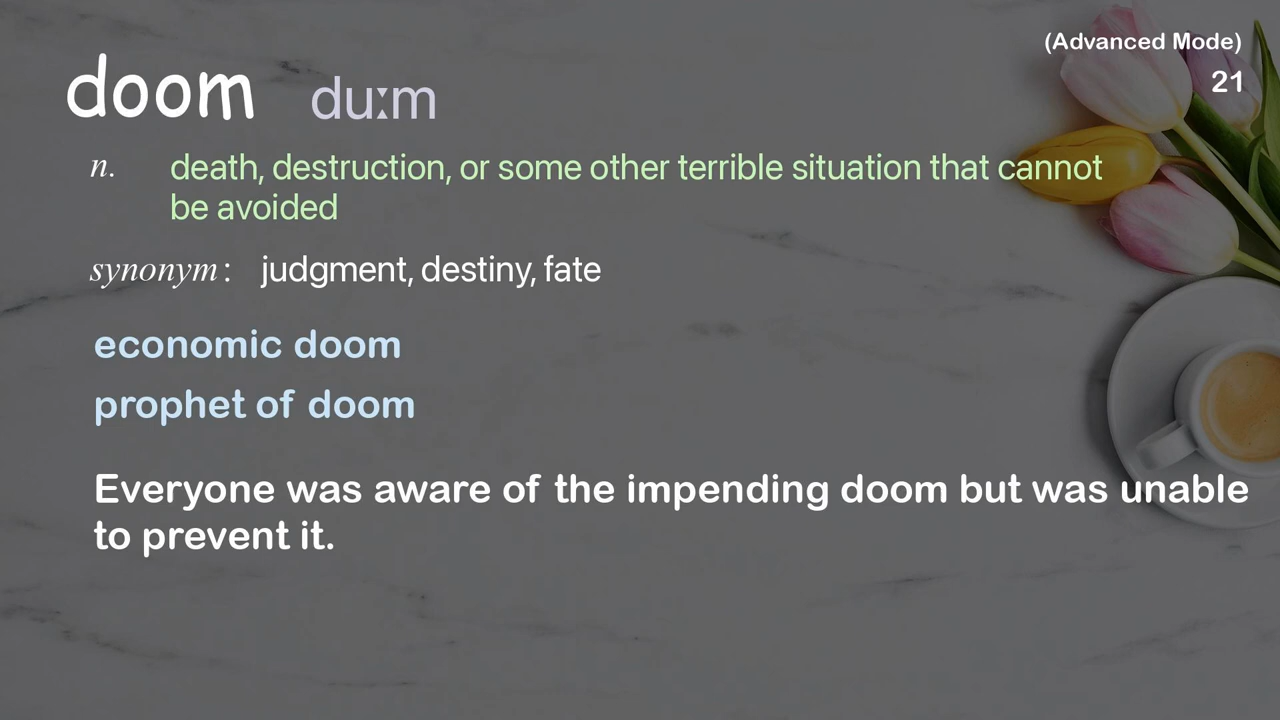 (Advanced Mode)
21
doom duːm
n. death, destruction, or some other terrible situation that cannot
be avoided
synonym: judgment, destiny, fate
economic doom
prophet of doom
Everyone was aware of the impending doom but was unable
to prevent it.